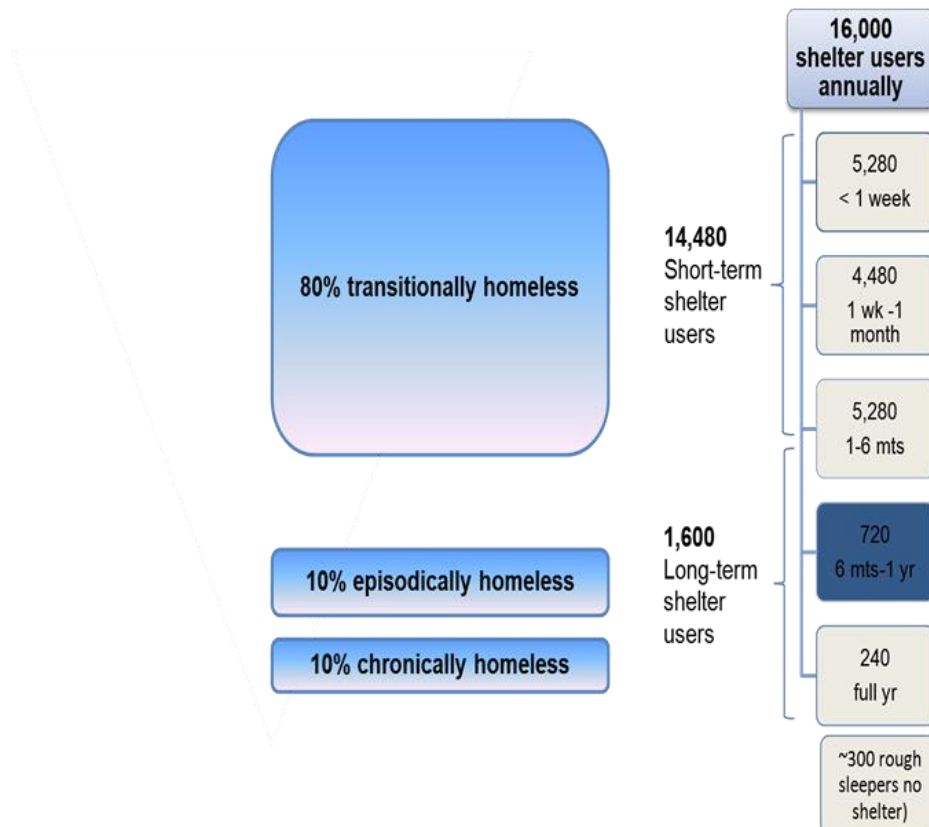 16,000
shelter users
annually
5,280
< 1 week
14,480
Short-term
shelter
users
80% transitionally homeless
4,480
1 wk -1
month
5,280
1-6 mts
1,600
Long-term
shelter
users
720
6 mts-1 yr
10% episodically homeless
10% chronically homeless
240
full yr
~300 rough
sleepers no
shelter)